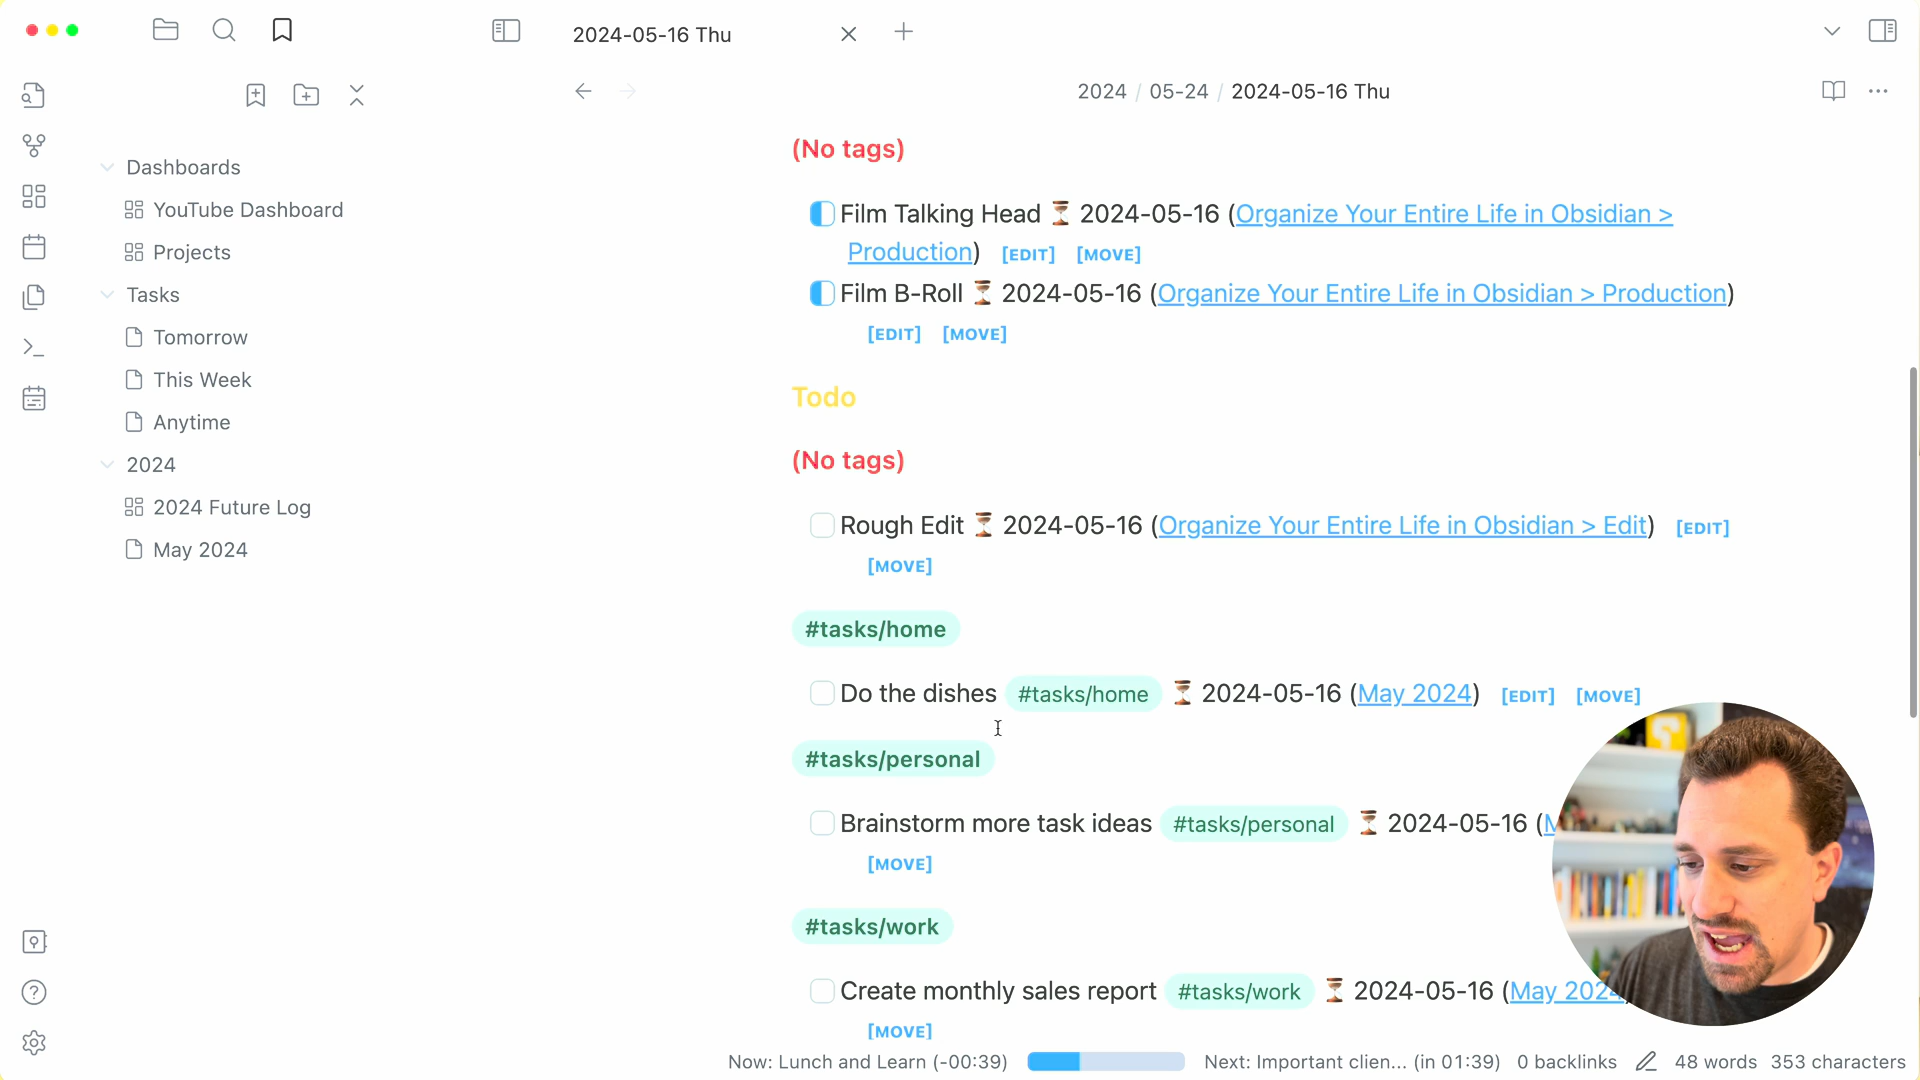 2024-05-16 Thu
2024 / 05-24 / 2024-05-16 Thu
Dashboards
YouTube Dashboard
Projects
Tasks
Tomorrow
This Week
Anytime
2024
2024 Future Log
May 2024
(No tags)
Film Talking Head ⏳ 2024-05-16 (Organize Your Entire Life in Obsidian >
Production) [EDIT] [MOVE]
Film B-Roll ⏳ 2024-05-16 (Organize Your Entire Life in Obsidian > Production)
[EDIT] [MOVE]
Todo
(No tags)
Rough Edit ⏳ 2024-05-16 (Organize Your Entire Life in Obsidian > Edit) [EDIT]
[MOVE]
#tasks/home
Do the dishes #tasks/home ⏳ 2024-05-16 (May 2024) [EDIT] [MOVE]
#tasks/personal
Brainstorm more task ideas #tasks/personal ⏳ 2024-05-16 (
[MOVE]
#tasks/work
Create monthly sales report #tasks/work ⏳ 2024-05-16 (May 2024
[MOVE]
Now: Lunch and Learn (-00:39) Next: Important clien... (in 01:39) 0 backlinks 48 words 353 characters